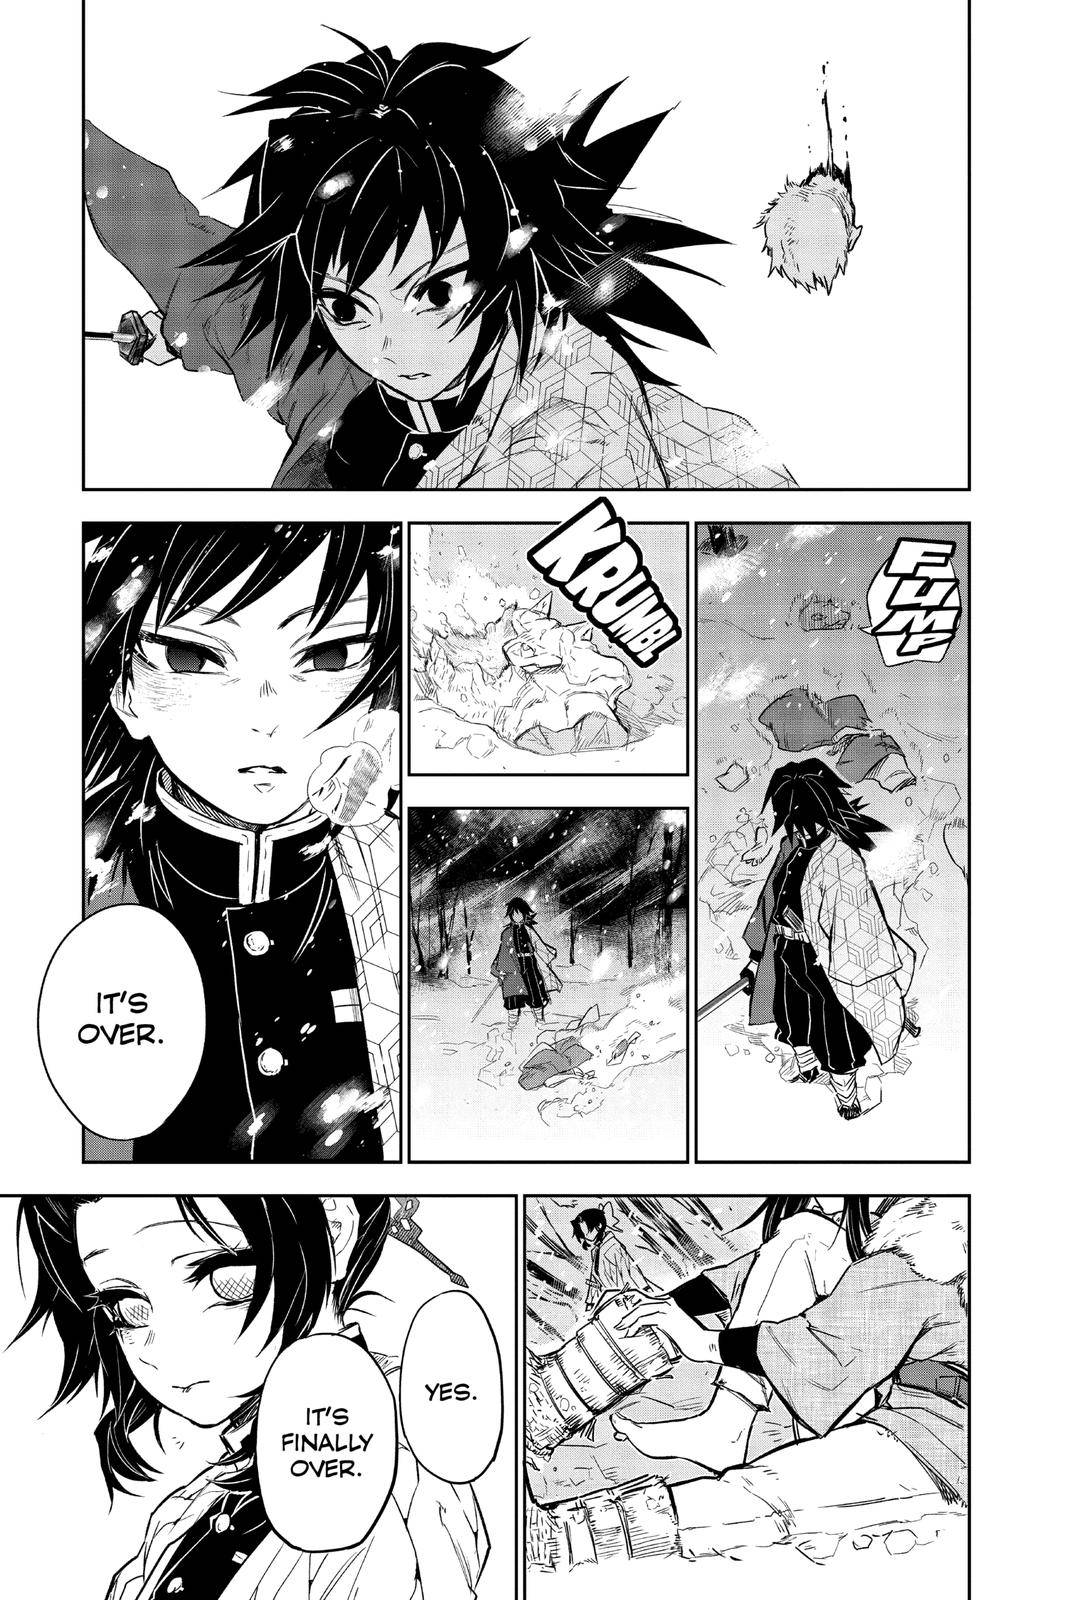 FUMP
KRUMBL
IT'S
OVER.
YES.
IT'S
FINALLY
OVER.